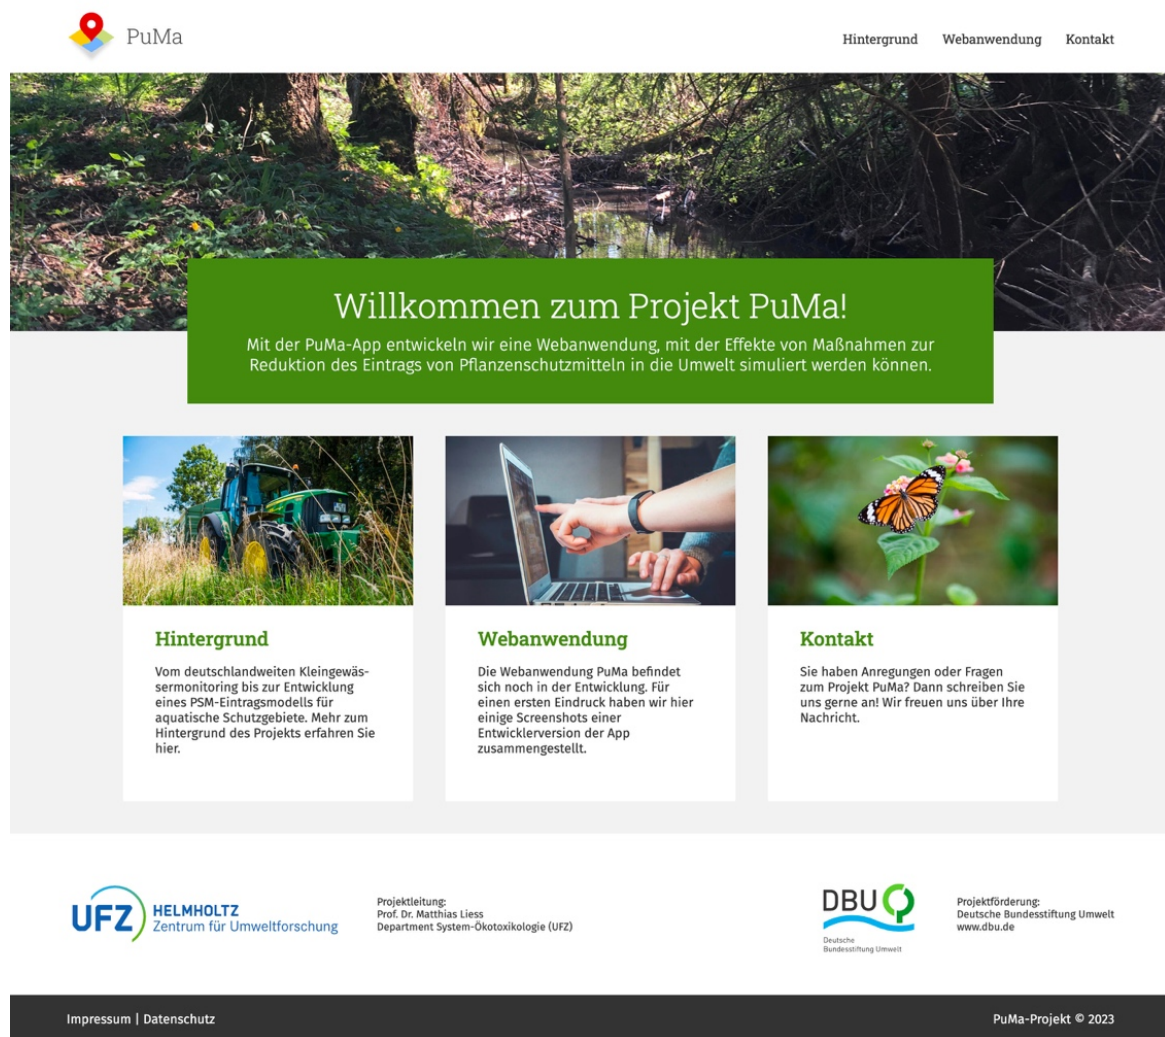 PuMa
Hintergrund Webanwendung Kontakt
Willkommen zum Projekt PuMa!
Mit der PuMa-App entwickeln wir eine Webanwendung, mit der Effekte von Maßnahmen zur
Reduktion des Eintrags von Pflanzenschutzmitteln in die Umwelt simuliert werden können.
Hintergrund
Vom deutschlandweiten Kleingewäs-
sermonitoring bis zur Entwicklung
eines PSM-Eintragsmodells für
aquatische Schutzgebiete. Mehr zum
Hintergrund des Projekts erfahren Sie
hier.
Webanwendung
Die Webanwendung PuMa befindet
sich noch in der Entwicklung. Für
einen ersten Eindruck haben wir hier
einige Screenshots einer
Entwicklerversion der App
zusammengestellt.
Kontakt
Sie haben Anregungen oder Fragen
zum Projekt PuMa? Dann schreiben Sie
uns gerne an! Wir freuen uns über Ihre
Nachricht.
UFZ HELMHOLTZ
Zentrum für Umweltforschung
Projektleitung:
Prof. Dr. Matthias Liess
Department System-Ökotoxikologie (UFZ)
DBU
Deutsche
Bundesstiftung Umwelt
Projektförderung:
Deutsche Bundesstiftung Umwelt
www.dbu.de
Impressum | Datenschutz
PuMa-Projekt © 2023